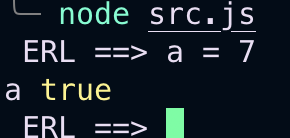 node src.js
ERL ==> a = 7
a true
ERL ==>